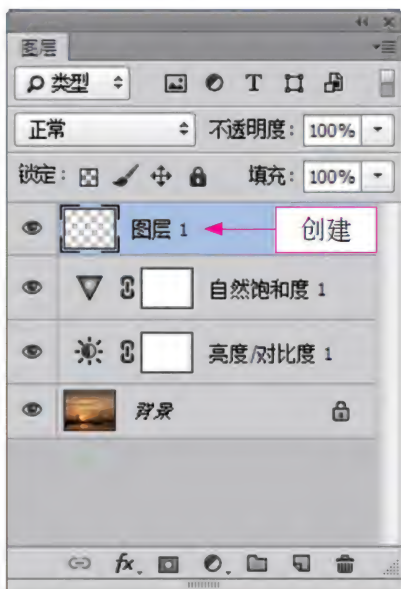 图层
类型 T
正常 不透明度: 100%
锁定: 填充: 100%
图层 1 创建
自然饱和度 1
亮度/对比度 1
背景
fx